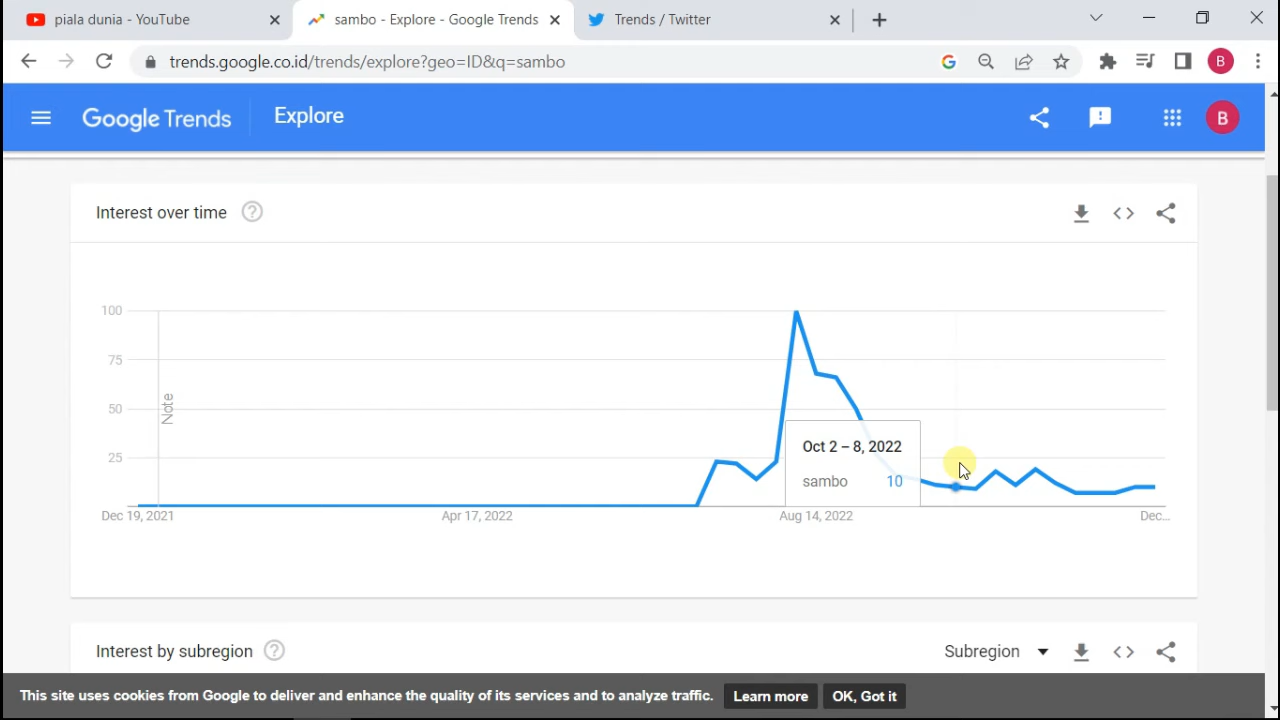 piala dunia - YouTube
sambo - Explore - Google Trends
Trends / Twitter
trends.google.co.id/trends/explore?geo=ID&q=sambo
B
Google Trends
Explore
B
Interest over time
100
75
50
25
Note
Oct 2 – 8, 2022
sambo 10
Dec 19, 2021
Apr 17, 2022
Aug 14, 2022
Dec...
Interest by subregion
Subregion
This site uses cookies from Google to deliver and enhance the quality of its services and to analyze traffic.
Learn more
OK, Got it